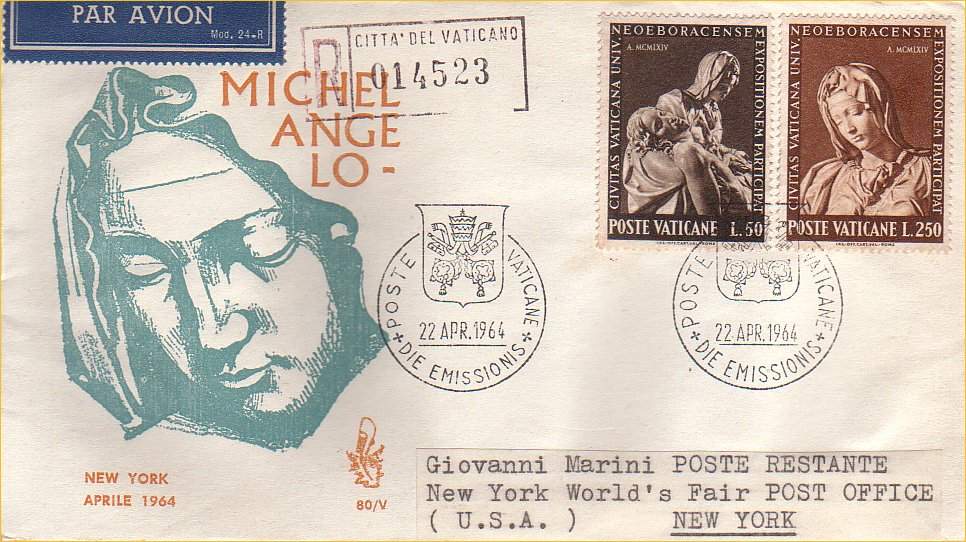 PAR AVION
Mod. 24-R
R
CITTA' DEL VATICANO
014523
MICHEL
ANGE
LO -
CIVITAS VATICANA UNIV.
NEOEBORACENSEM
EXPOSITIONEM PARTICIPAT
A. MCMLXIV
POSTE VATICANE L. 50
CIVITAS VATICANA UNIV.
NEOEBORACENSEM
EXPOSITIONEM PARTICIPAT
A. MCMLXIV
POSTE VATICANE L. 250
POSTE VATICANE
22 APR. 1964
DIE EMISSIONIS
POSTE VATICANE
22 APR. 1964
DIE EMISSIONIS
NEW YORK
APRILE 1964
80/V
Giovanni Marini POSTE RESTANTE
New York World's Fair POST OFFICE
( U.S.A. ) NEW YORK